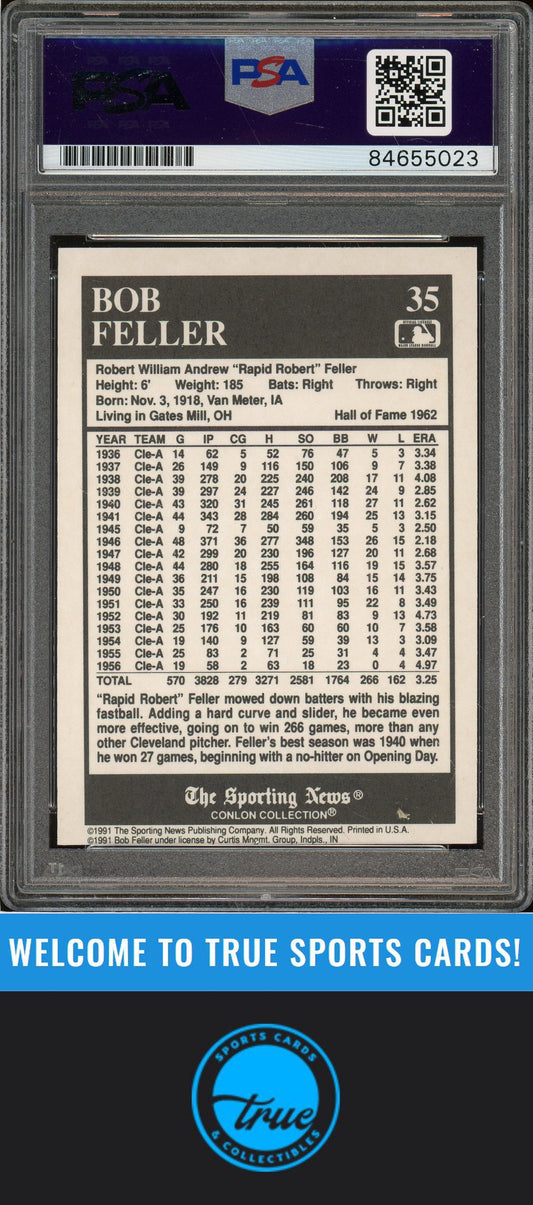 PSA
PSA
84655023
BOB
FELLER
35
Robert William Andrew "Rapid Robert" Feller
Height: 6' Weight: 185 Bats: Right Throws: Right
Born: Nov. 3, 1918, Van Meter, IA
Living in Gates Mill, OH Hall of Fame 1962
YEAR TEAM G IP CG H SO BB W L ERA
1936 Cle-A 14 62 5 52 76 47 5 3 3.34
1937 Cle-A 26 149 9 116 150 106 9 7 3.38
1938 Cle-A 39 278 20 225 240 208 17 11 4.08
1939 Cle-A 39 297 24 227 246 142 24 9 2.85
1940 Cle-A 43 320 31 245 261 118 27 11 2.62
1941 Cle-A 44 343 28 284 260 194 25 13 3.15
1945 Cle-A 9 72 7 50 59 35 5 3 2.50
1946 Cle-A 48 371 36 277 348 153 26 15 2.18
1947 Cle-A 42 299 20 230 196 127 20 11 2.68
1948 Cle-A 44 280 18 255 164 116 19 15 3.57
1949 Cle-A 36 211 15 198 108 84 15 14 3.75
1950 Cle-A 35 247 16 230 119 103 16 11 3.43
1951 Cle-A 33 250 16 239 111 95 22 8 3.49
1952 Cle-A 30 192 11 219 81 83 9 13 4.73
1953 Cle-A 25 176 10 163 60 60 10 7 3.58
1954 Cle-A 19 140 9 127 59 39 13 3 3.09
1955 Cle-A 25 83 2 71 25 31 4 4 3.47
1956 Cle-A 19 58 2 63 18 23 0 4 4.97
TOTAL 570 3828 279 3271 2581 1764 266 162 3.25
"Rapid Robert" Feller mowed down batters with his blazing
fastball. Adding a hard curve and slider, he became even
more effective, going on to win 266 games, more than any
other Cleveland pitcher. Feller's best season was 1940 when
he won 27 games, beginning with a no-hitter on Opening Day.
The Sporting News®
CONLON COLLECTION®
©1991 The Sporting News Publishing Company. All Rights Reserved. Printed in U.S.A.
©1991 Bob Feller under license by Curtis Mngmt. Group, Indpls., IN
PSA
WELCOME TO TRUE SPORTS CARDS!
SPORTS CARDS
true
& COLLECTIBLES